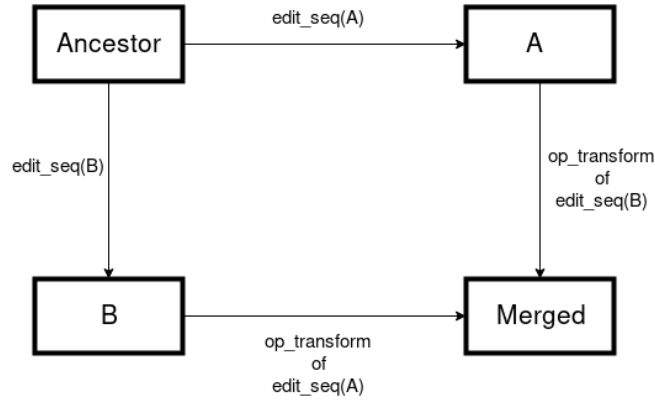 edit_seq(A)
Ancestor
A
edit_seq(B)
op_transform
of
edit_seq(B)
B
Merged
op_transform
of
edit_seq(A)